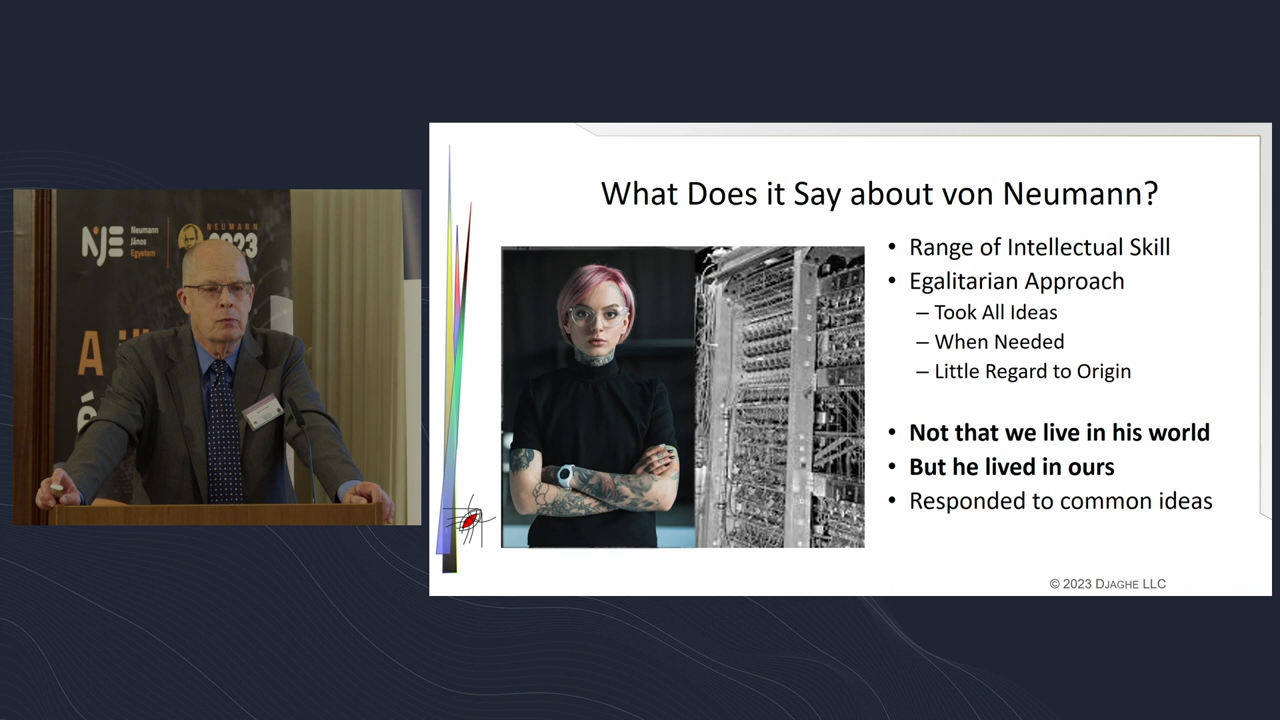 NJE
Neumann
János
Egyetem
NEUMANN
2023
A
What Does it Say about von Neumann?
• Range of Intellectual Skill
• Egalitarian Approach
– Took All Ideas
– When Needed
– Little Regard to Origin
• Not that we live in his world
• But he lived in ours
• Responded to common ideas
© 2023 DJAGHE LLC